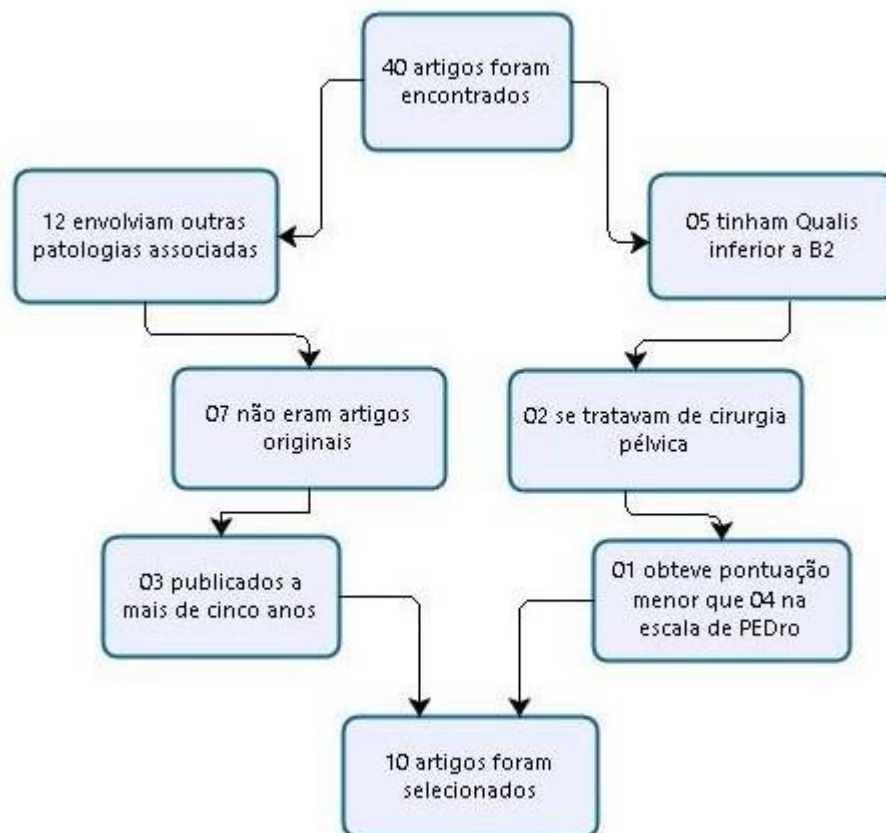 40 artigos foram
encontrados
12 envolviam outras
patologias associadas
05 tinham Qualis
inferior a B2
07 não eram artigos
originais
02 se tratavam de cirurgia
pélvica
03 publicados a
mais de cinco anos
01 obteve pontuação
menor que 04 na
escala de PEDro
10 artigos foram
selecionados